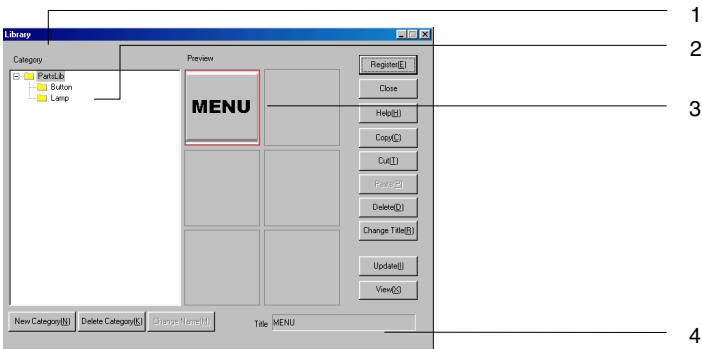 1
Library
2
Category
Preview
Register(E)
PartsLib
Button
Lamp
Close
MENU
3
Help(H)
Copy(C)
Cut(T)
Paste(P)
Delete(D)
Change Title(R)
Update(I)
View(X)
New Category(N) Delete Category(K) Change Name(M)
Title MENU
4